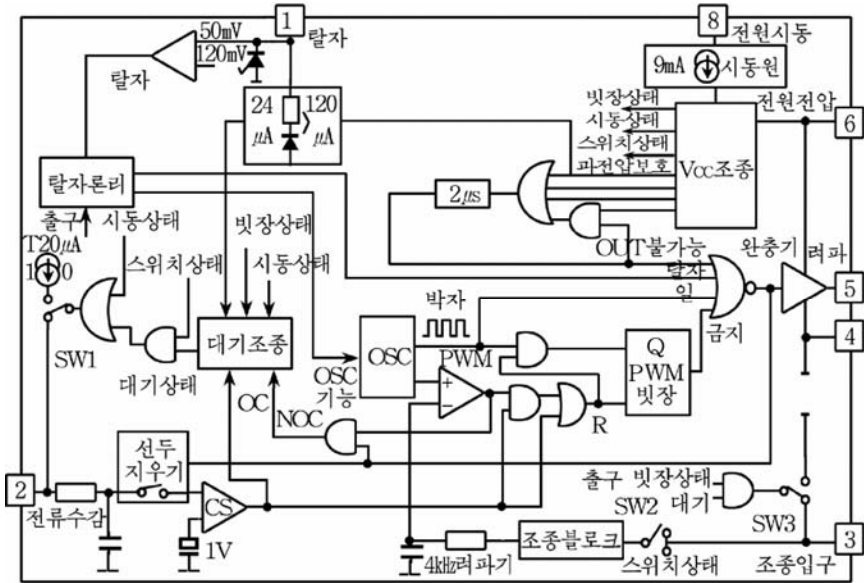 1
탈자
50mV
120mV
탈자
24
μA
120
μA
8
전원시동
9mA
시동원
빗장상태
시동상태
스위치상태
과전압보호
전원전압
6
VCC조종
탈자론리
2μs
출구
시동상태
T20μA
1
0
스위치상태
빗장상태
시동상태
OUT불가능
탈자
일
완충기
려파
5
박자
금지
4
SW1
대기조종
OSC
PWM
Q
PWM
빗장
대기상태
OSC
기능
OC
NOC
+
−
R
선두
지우기
2
전류수감
CS
1V
출구
빗장상태
대기
SW2
SW3
4kHz려파기
조종블로크
스위치상태
조종입구
3